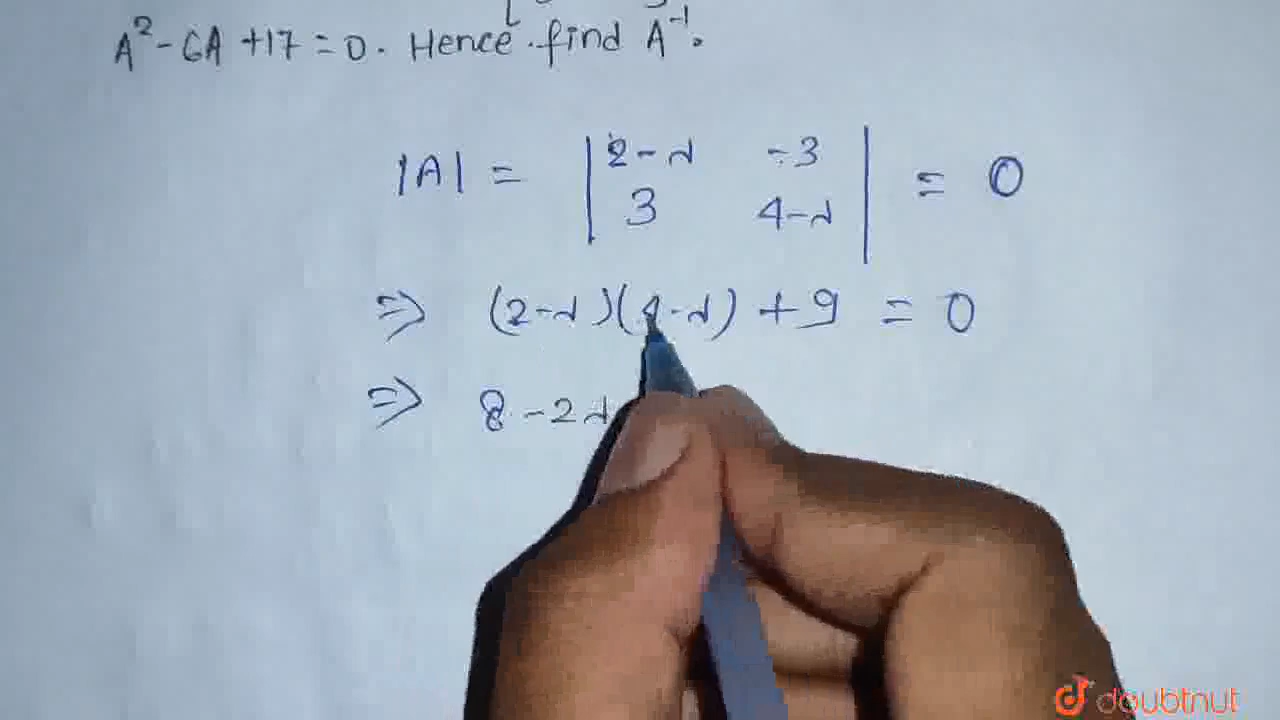 A² - 6A + 17 = 0. Hence find A⁻¹.
|A| = | 2-λ -3 | = 0
| 3 4-λ |
⇒ (2-λ)(4-λ) + 9 = 0
⇒ 8 - 2λ
doubtnut